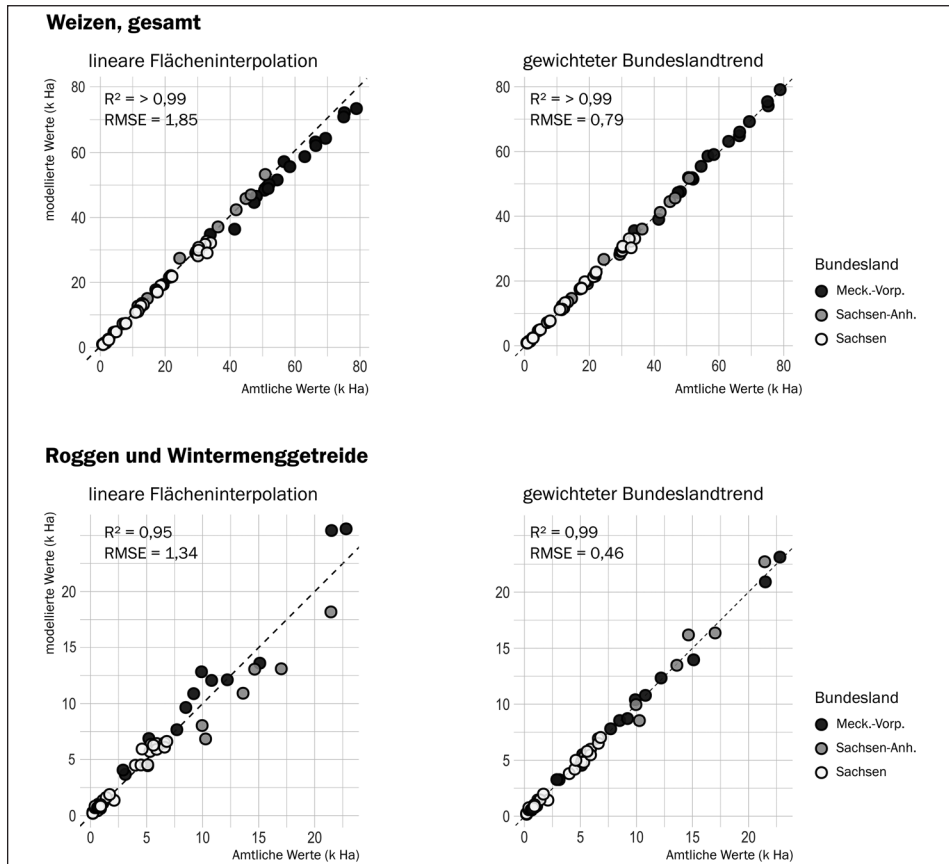 Weizen, gesamt
lineare Flächeninterpolation
R² = > 0,99
RMSE = 1,85
modellierte Werte (k Ha)
80
60
40
20
0
0 20 40 60 80
Amtliche Werte (k Ha)
gewichteter Bundeslandtrend
R² = > 0,99
RMSE = 0,79
80
60
40
20
0
0 20 40 60 80
Amtliche Werte (k Ha)
Bundesland
Meck.-Vorp.
Sachsen-Anh.
Sachsen
Roggen und Wintermenggetreide
lineare Flächeninterpolation
R² = 0,95
RMSE = 1,34
modellierte Werte (k Ha)
20
15
10
5
0
0 5 10 15 20
Amtliche Werte (k Ha)
gewichteter Bundeslandtrend
R² = 0,99
RMSE = 0,46
20
15
10
5
0
0 5 10 15 20
Amtliche Werte (k Ha)
Bundesland
Meck.-Vorp.
Sachsen-Anh.
Sachsen